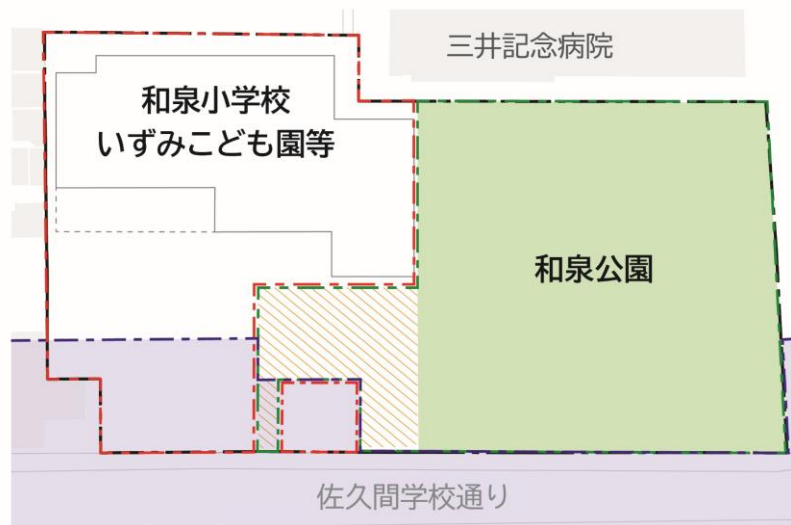 三井記念病院
和泉小学校
いずみこども園等
和泉公園
佐久間学校通り